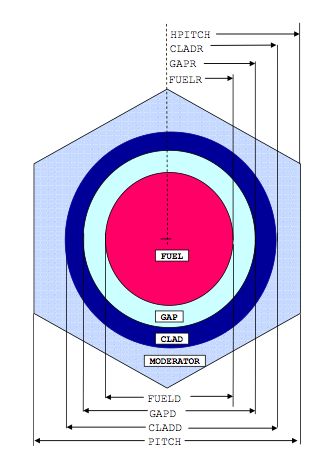 HPITCH
CLADR
GAPR
FUELR
FUEL
GAP
CLAD
MODERATOR
FUELD
GAPD
CLADD
PITCH